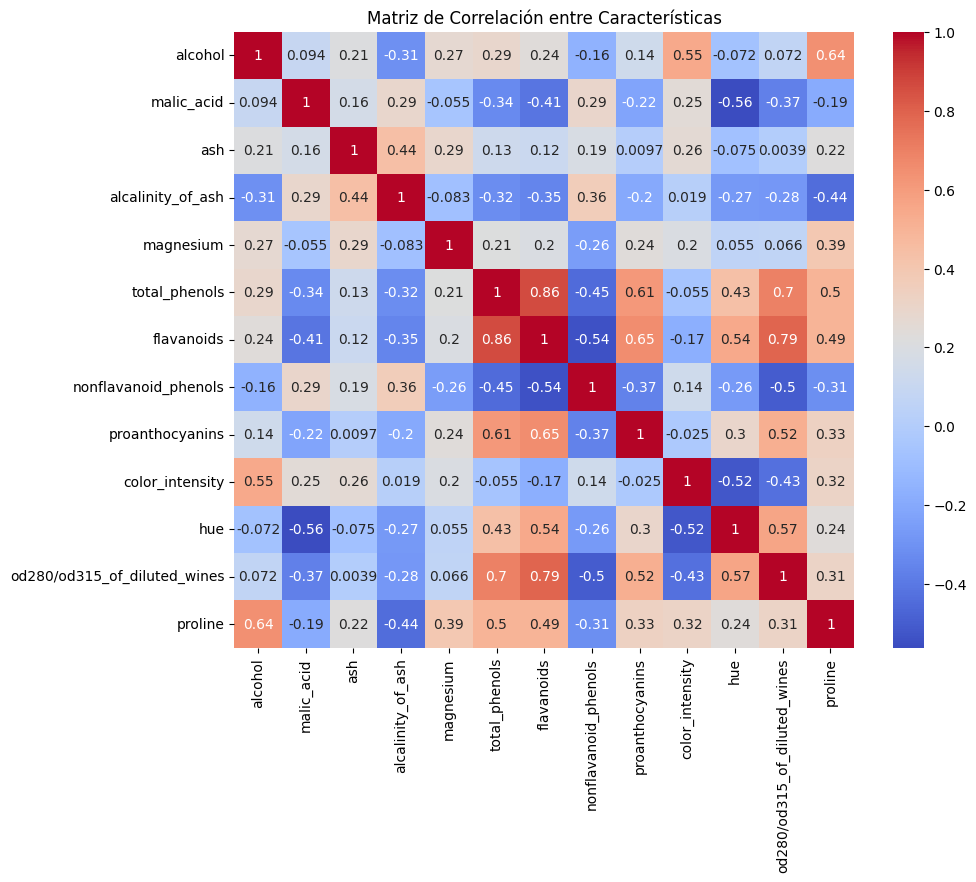 Matriz de Correlación entre Características
alcohol 1 0.094 0.21 -0.31 0.27 0.29 0.24 -0.16 0.14 0.55 -0.072 0.072 0.64
malic_acid 0.094 1 0.16 0.29 -0.055 -0.34 -0.41 0.29 -0.22 0.25 -0.56 -0.37 -0.19
ash 0.21 0.16 1 0.44 0.29 0.13 0.12 0.19 0.0097 0.26 -0.075 0.0039 0.22
alcalinity_of_ash -0.31 0.29 0.44 1 -0.083 -0.32 -0.35 0.36 -0.2 0.019 -0.27 -0.28 -0.44
magnesium 0.27 -0.055 0.29 -0.083 1 0.21 0.2 -0.26 0.24 0.2 0.055 0.066 0.39
total_phenols 0.29 -0.34 0.13 -0.32 0.21 1 0.86 -0.45 0.61 -0.055 0.43 0.7 0.5
flavanoids 0.24 -0.41 0.12 -0.35 0.2 0.86 1 -0.54 0.65 -0.17 0.54 0.79 0.49
nonflavanoid_phenols -0.16 0.29 0.19 0.36 -0.26 -0.45 -0.54 1 -0.37 0.14 -0.26 -0.5 -0.31
proanthocyanins 0.14 -0.22 0.0097 -0.2 0.24 0.61 0.65 -0.37 1 -0.025 0.3 0.52 0.33
color_intensity 0.55 0.25 0.26 0.019 0.2 -0.055 -0.17 0.14 -0.025 1 -0.52 -0.43 0.32
hue -0.072 -0.56 -0.075 -0.27 0.055 0.43 0.54 -0.26 0.3 -0.52 1 0.57 0.24
od280/od315_of_diluted_wines 0.072 -0.37 0.0039 -0.28 0.066 0.7 0.79 -0.5 0.52 -0.43 0.57 1 0.31
proline 0.64 -0.19 0.22 -0.44 0.39 0.5 0.49 -0.31 0.33 0.32 0.24 0.31 1
alcohol
malic_acid
ash
alcalinity_of_ash
magnesium
total_phenols
flavanoids
nonflavanoid_phenols
proanthocyanins
color_intensity
hue
od280/od315_of_diluted_wines
proline
1.0
0.8
0.6
0.4
0.2
0.0
−0.2
−0.4